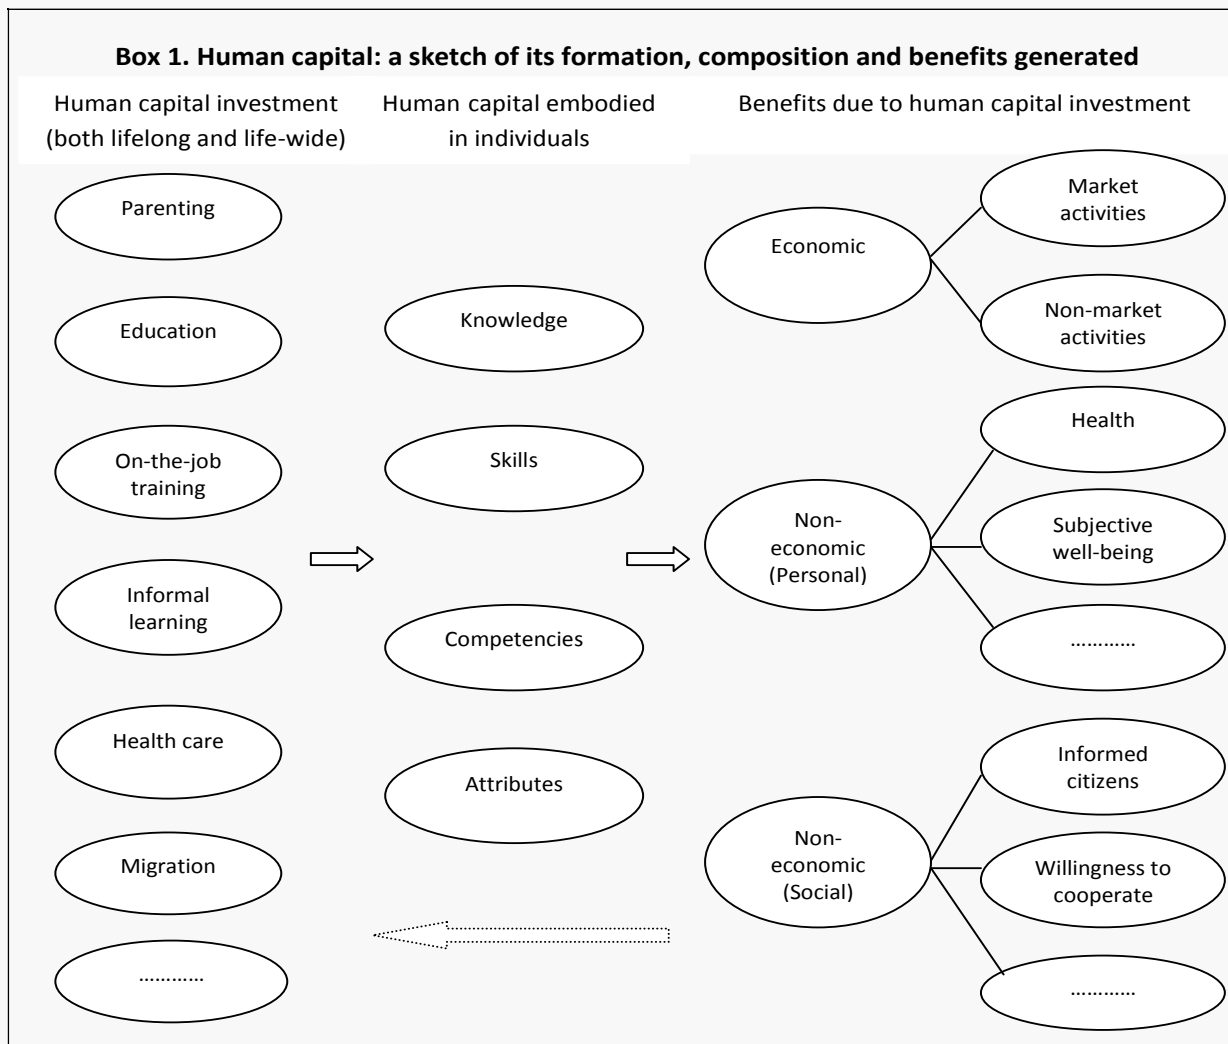 Box 1. Human capital: a sketch of its formation, composition and benefits generated
Human capital investment
(both lifelong and life-wide)
Human capital embodied
in individuals
Benefits due to human capital investment
Parenting
Education
On-the-job
training
Informal
learning
Health care
Migration
…………
Knowledge
Skills
Competencies
Attributes
Economic
Market
activities
Non-market
activities
Non-
economic
(Personal)
Health
Subjective
well-being
…………
Non-
economic
(Social)
Informed
citizens
Willingness to
cooperate
…………